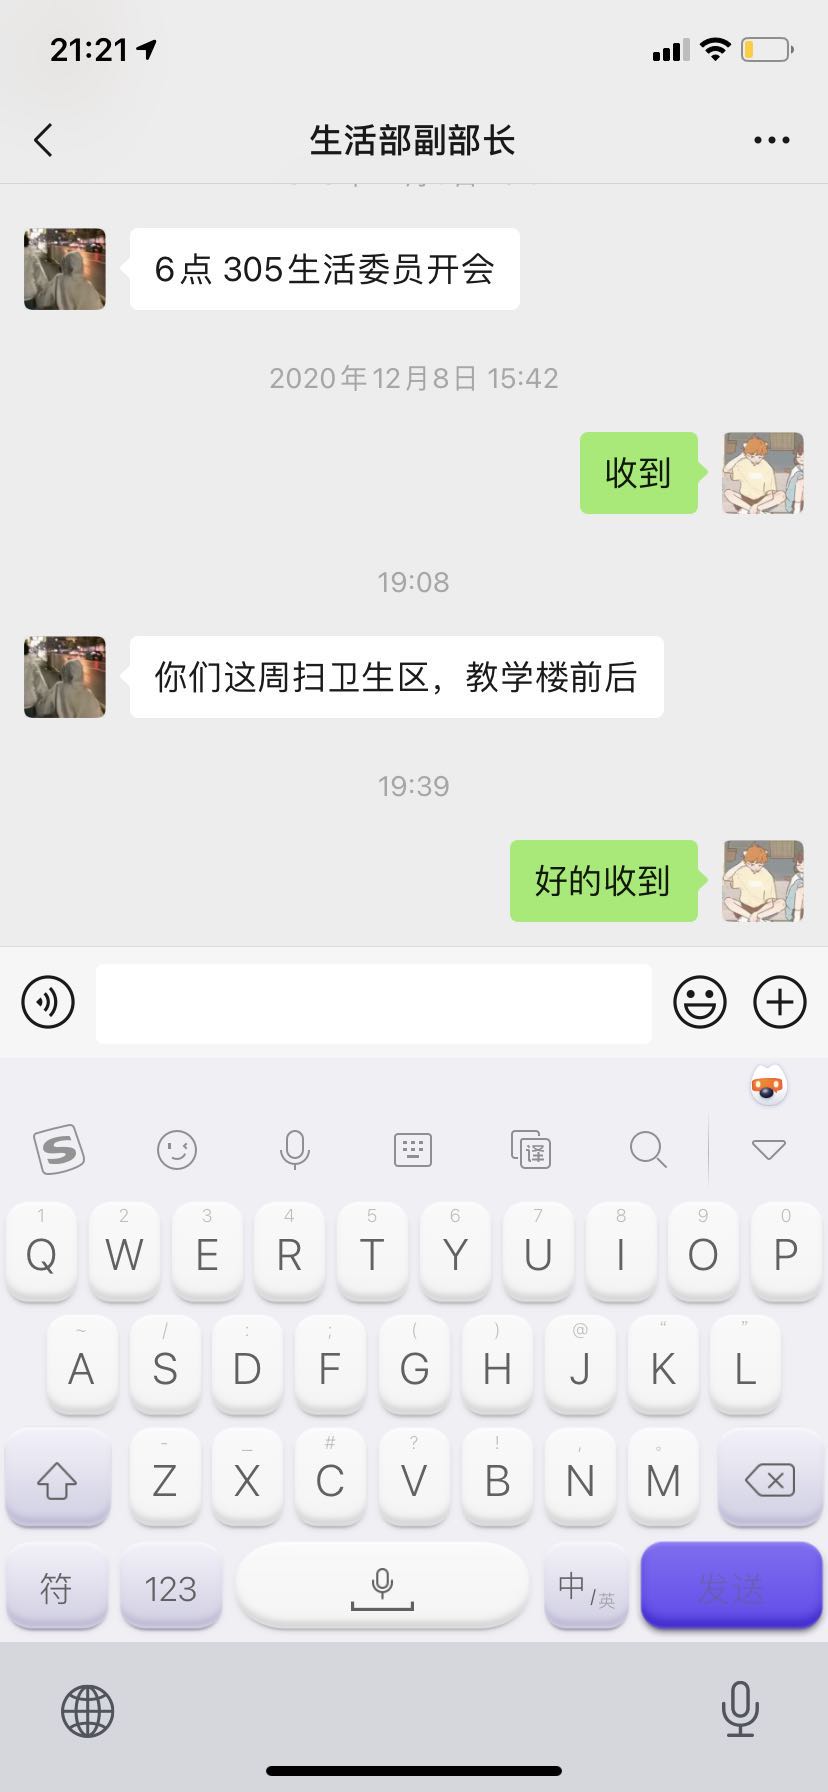 21:21
生活部副部长
6点 305生活委员开会
2020年12月8日 15:42
收到
19:08
你们这周扫卫生区，教学楼前后
19:39
好的收到
S
译
1 2 3 4 5 6 7 8 9 0
Q W E R T Y U I O P
~ / : ; ( ) @ “ ”
A S D F G H J K L
- _ # ? ! , 。
Z X C V B N M
符 123 中/英 发送